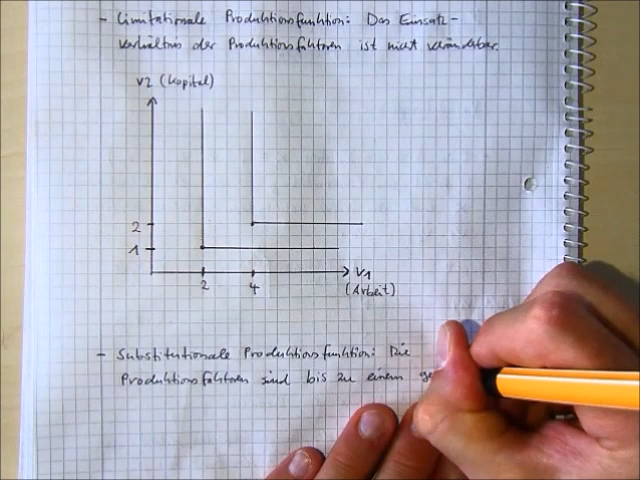 - Limitationale Produktionsfunktion: Das Einsatz-
verhältnis der Produktionsfaktoren ist nicht veränderbar.
v2 (Kapital)
2
1
2 4
v1
(Arbeit)
- Substitutionale Produktionsfunktion: Die
Produktionsfaktoren sind bis zu einem ge